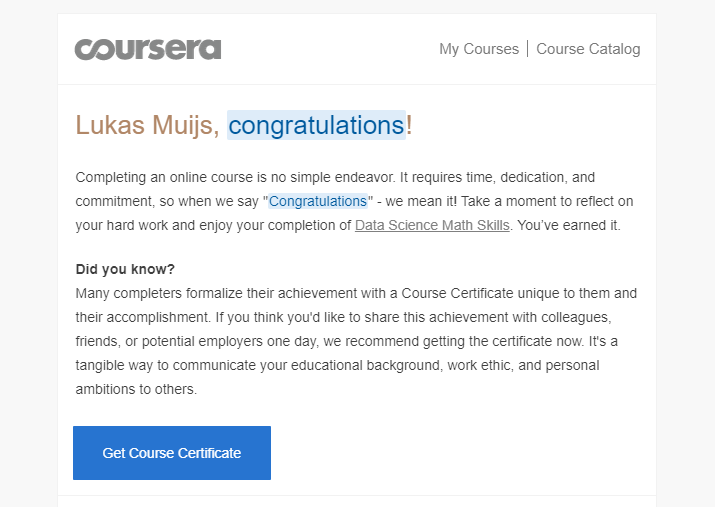 coursera
My Courses | Course Catalog
Lukas Muijs, congratulations!
Completing an online course is no simple endeavor. It requires time, dedication, and
commitment, so when we say "Congratulations" - we mean it! Take a moment to reflect on
your hard work and enjoy your completion of Data Science Math Skills. You’ve earned it.
Did you know?
Many completers formalize their achievement with a Course Certificate unique to them and
their accomplishment. If you think you'd like to share this achievement with colleagues,
friends, or potential employers one day, we recommend getting the certificate now. It's a
tangible way to communicate your educational background, work ethic, and personal
ambitions to others.
Get Course Certificate